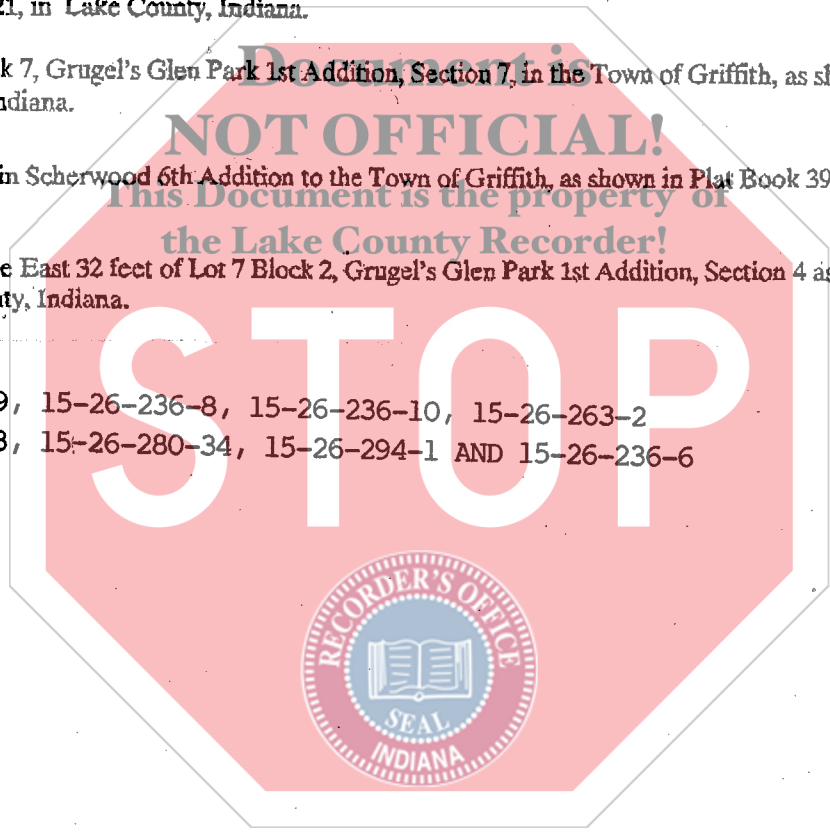 21, in Lake County, Indiana.
Document is
k 7, Grugel's Glen Park 1st Addition, Section 7, in the Town of Griffith, as sh
ndiana.
NOT OFFICIAL!
in Scherwood 6th Addition to the Town of Griffith, as shown in Plat Book 39
This Document is the property of
the Lake County Recorder!
e East 32 feet of Lot 7 Block 2, Grugel's Glen Park 1st Addition, Section 4 as
ty, Indiana.
STOP
9, 15-26-236-8, 15-26-236-10, 15-26-263-2
8, 15-26-280-34, 15-26-294-1 AND 15-26-236-6
RECORDER'S OFFICE
SEAL
INDIANA